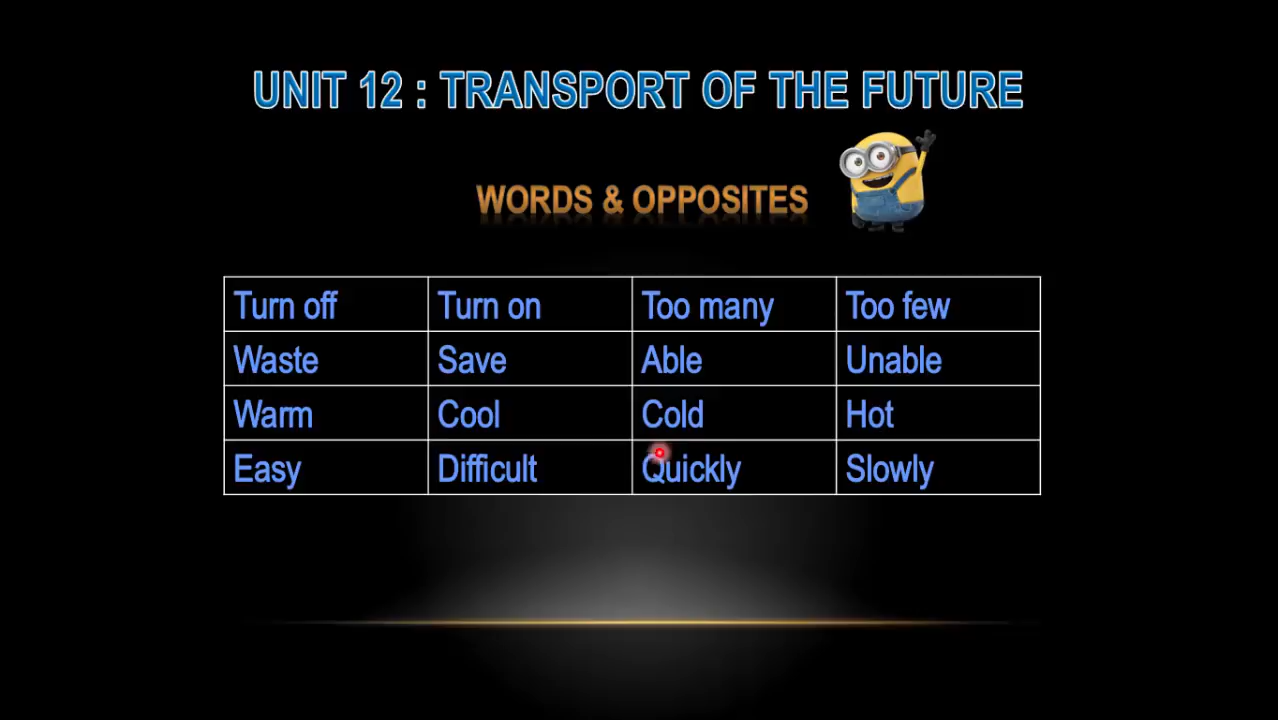 UNIT 12 : TRANSPORT OF THE FUTURE
WORDS & OPPOSITES
Turn off Turn on Too many Too few
Waste Save Able Unable
Warm Cool Cold Hot
Easy Difficult Quickly Slowly